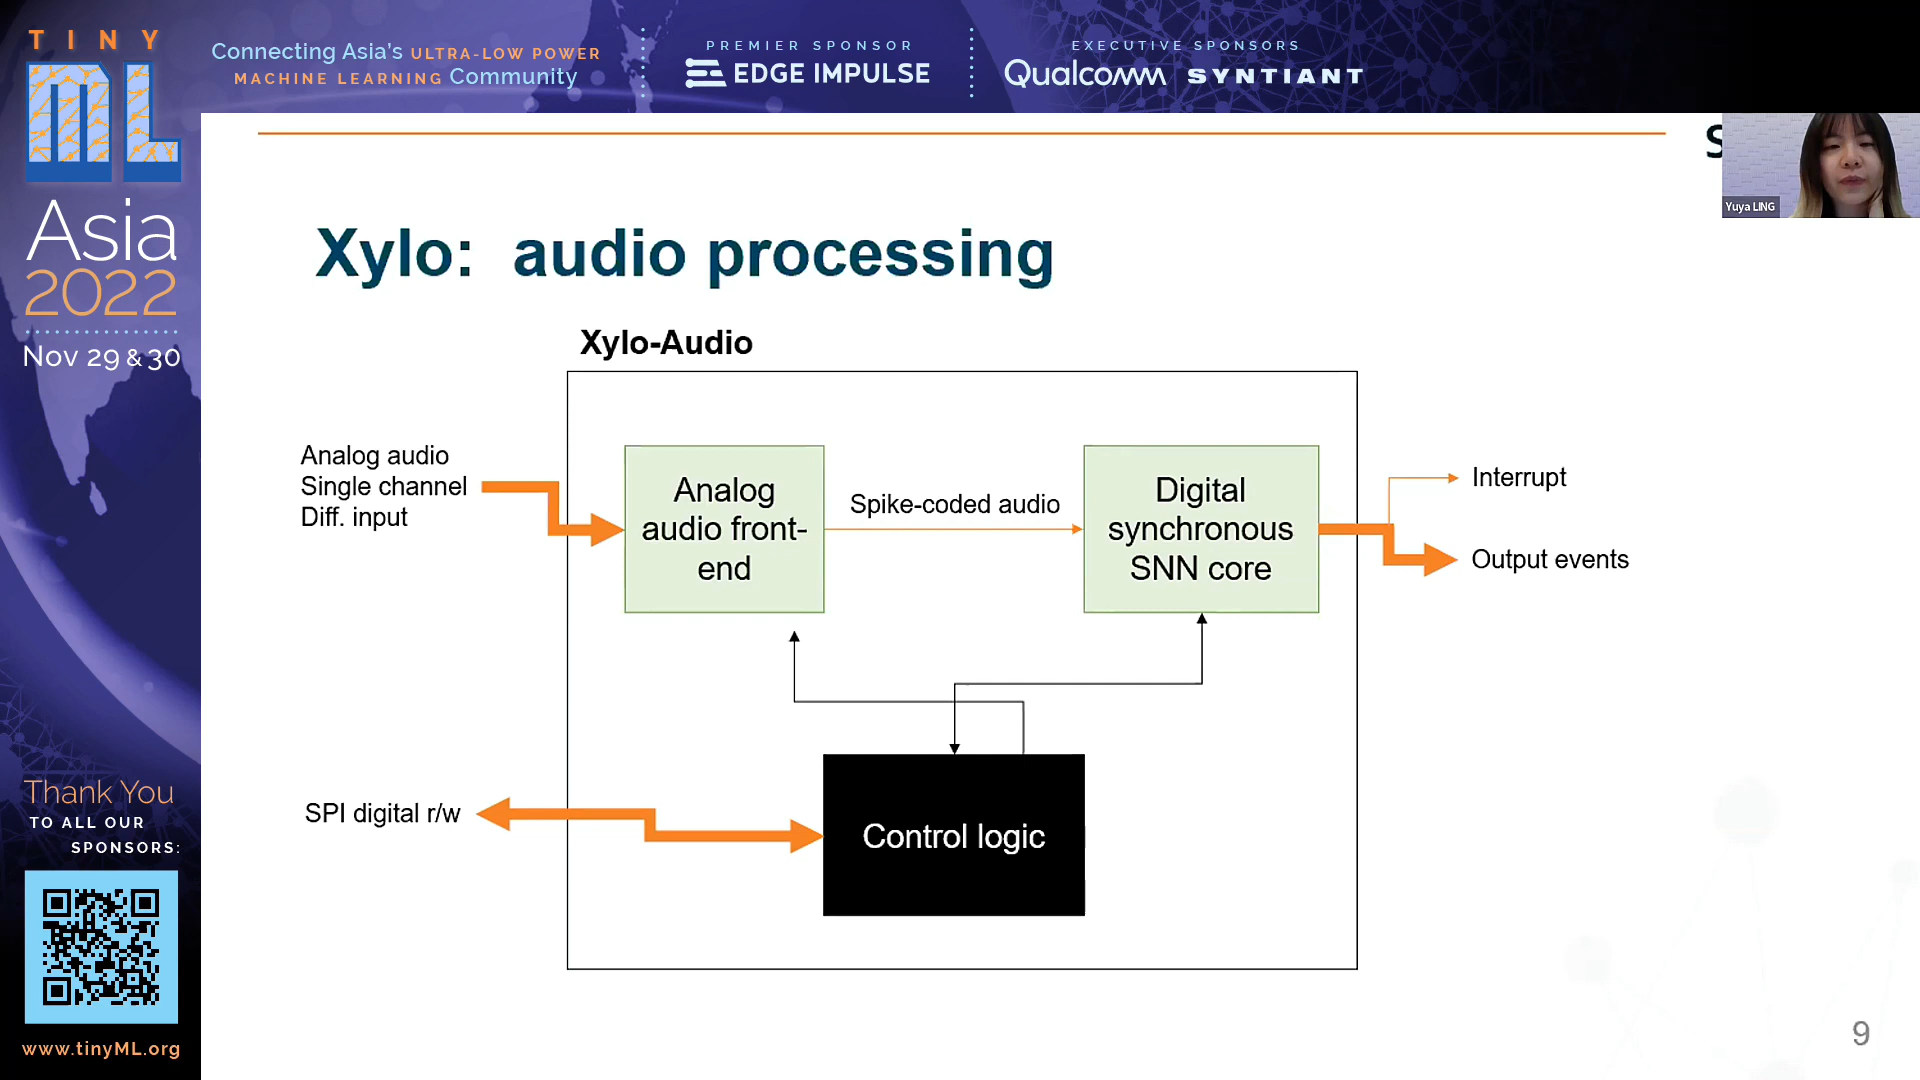 TINY
ML
Asia
2022
Nov 29 & 30
Connecting Asia's ULTRA-LOW POWER
MACHINE LEARNING Community
PREMIER SPONSOR
EDGE IMPULSE
EXECUTIVE SPONSORS
Qualcomm SYNTIANT
S
Yuya LING
Xylo: audio processing
Xylo-Audio
Analog audio
Single channel
Diff. input
Analog
audio front-
end
Spike-coded audio
Digital
synchronous
SNN core
Interrupt
Output events
SPI digital r/w
Control logic
Thank You
TO ALL OUR
SPONSORS:
www.tinyML.org
9